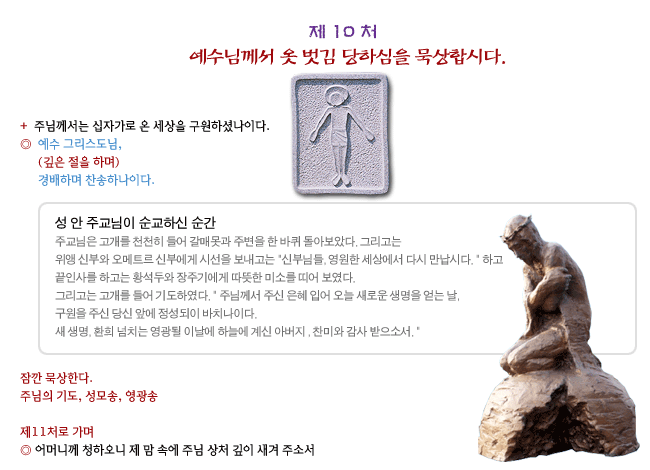 제 10 처
예수님께서 옷 벗김 당하심을 묵상합시다.
+ 주님께서는 십자가로 온 세상을 구원하셨나이다.
◎ 예수 그리스도님,
(깊은 절을 하며)
경배하며 찬송하나이다.
성 안 주교님이 순교하신 순간
주교님은 고개를 천천히 들어 갈매못과 주변을 한 바퀴 돌아보았다. 그리고는
위앵 신부와 오메트르 신부에게 시선을 보내고는 "신부님들, 영원한 세상에서 다시 만납시다. " 하고
끝인사를 하고는 황석두와 장주기에게 따뜻한 미소를 띠어 보였다.
그리고는 고개를 들어 기도하였다. " 주님께서 주신 은혜 입어 오늘 새로운 생명을 얻는 날,
구원을 주신 당신 앞에 정성되이 바치나이다.
새 생명, 환희 넘치는 영광될 이날에 하늘에 계신 아버지 , 찬미와 감사 받으소서. "
잠깐 묵상한다.
주님의 기도, 성모송, 영광송
제11처로 가며
◎ 어머니께 청하오니 제 맘 속에 주님 상처 깊이 새겨 주소서